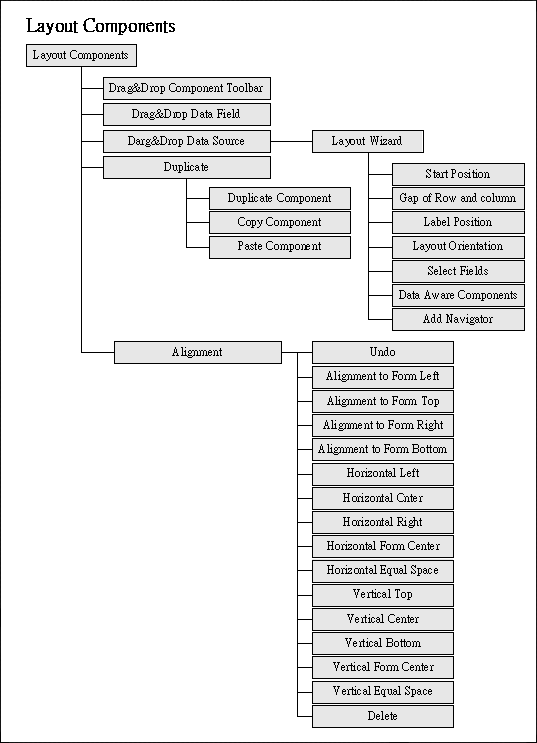 Layout Components
Layout Components
Drag&Drop Component Toolbar
Drag&Drop Data Field
Darg&Drop Data Source
Layout Wizard
Duplicate
Start Position
Gap of Row and column
Label Position
Layout Orientation
Select Fields
Data Aware Components
Add Navigator
Duplicate Component
Copy Component
Paste Component
Alignment
Undo
Alignment to Form Left
Alignment to Form Top
Alignment to Form Right
Alignment to Form Bottom
Horizontal Left
Horizontal Cnter
Horizontal Right
Horizontal Form Center
Horizontal Equal Space
Vertical Top
Vertical Center
Vertical Bottom
Vertical Form Center
Vertical Equal Space
Delete